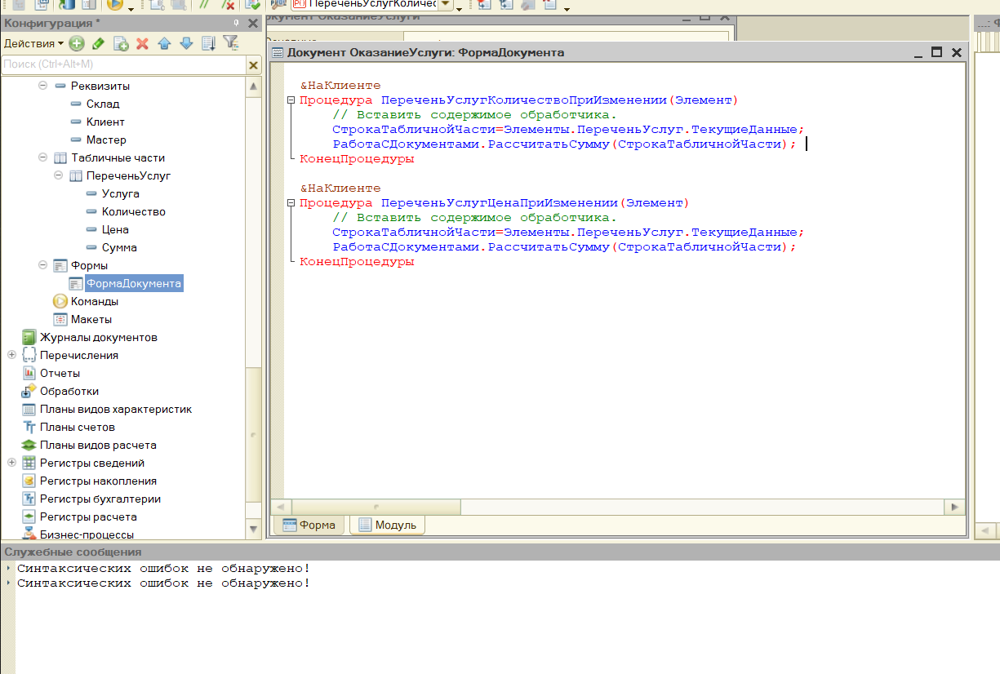 ПереченьУслугКоличес
Конфигурация *
Действия
Поиск (Ctrl+Alt+M)
Реквизиты
Склад
Клиент
Мастер
Табличные части
ПереченьУслуг
Услуга
Количество
Цена
Сумма
Формы
ФормаДокумента
Команды
Макеты
Журналы документов
Перечисления
Отчеты
Обработки
Планы видов характеристик
Планы счетов
Планы видов расчета
Регистры сведений
Регистры накопления
Регистры бухгалтерии
Регистры расчета
Бизнес-процессы
Документ ОказаниеУслуги: ФормаДокумента
&НаКлиенте
Процедура ПереченьУслугКоличествоПриИзменении(Элемент)
// Вставить содержимое обработчика.
СтрокаТабличнойЧасти=Элементы.ПереченьУслуг.ТекущиеДанные;
РаботаСДокументами.РассчитатьСумму(СтрокаТабличнойЧасти);
КонецПроцедуры
&НаКлиенте
Процедура ПереченьУслугЦенаПриИзменении(Элемент)
// Вставить содержимое обработчика.
СтрокаТабличнойЧасти=Элементы.ПереченьУслуг.ТекущиеДанные;
РаботаСДокументами.РассчитатьСумму(СтрокаТабличнойЧасти);
КонецПроцедуры
Форма
Модуль
Служебные сообщения
Синтаксических ошибок не обнаружено!
Синтаксических ошибок не обнаружено!